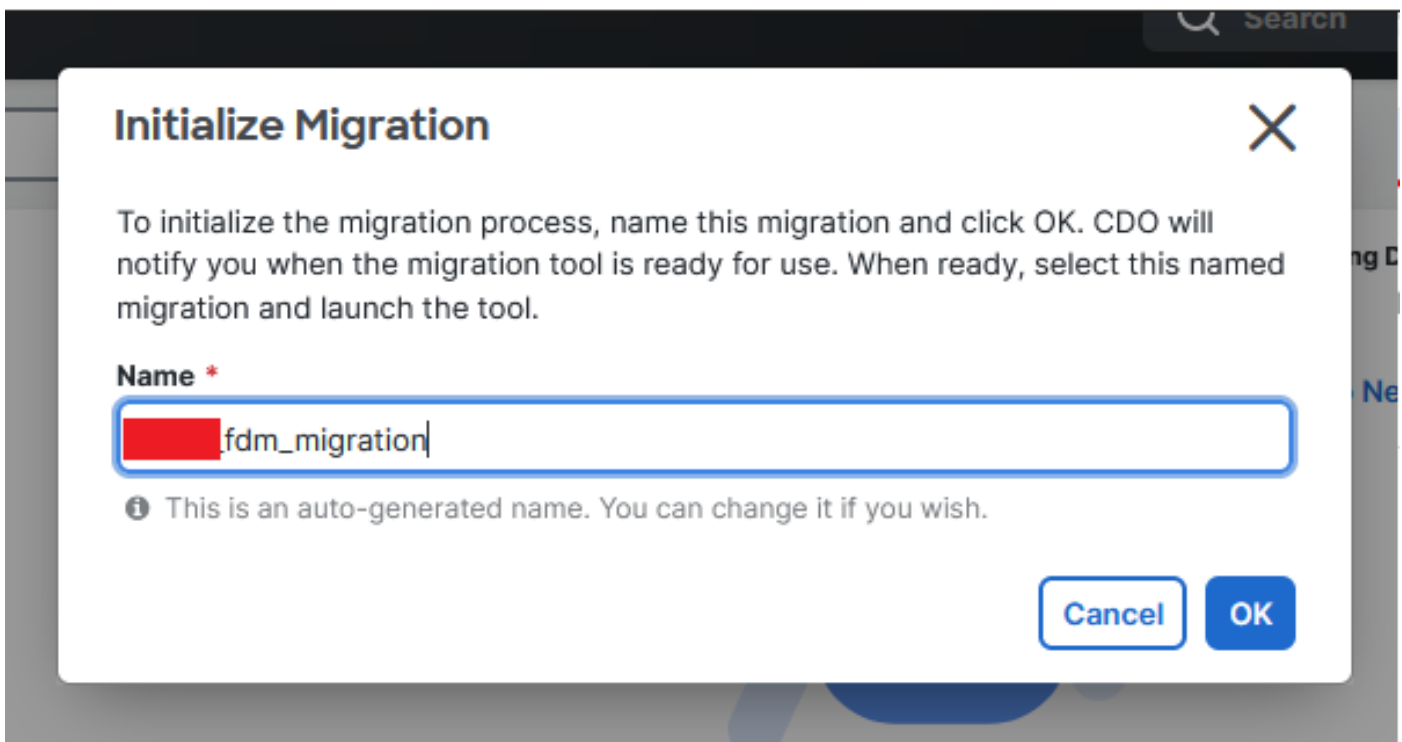 Search
Initialize Migration
To initialize the migration process, name this migration and click OK. CDO will
notify you when the migration tool is ready for use. When ready, select this named
migration and launch the tool.
Name *
_fdm_migration
This is an auto-generated name. You can change it if you wish.
Cancel OK